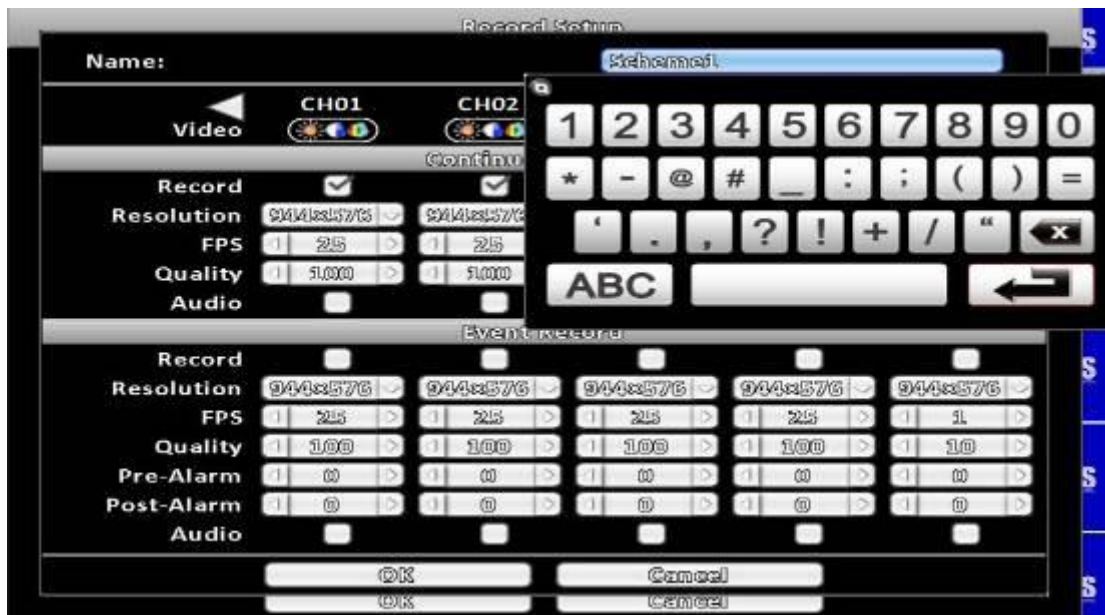 Record Setup
Name: Scheme1
CH01 CH02
Video
Continu
Record
Resolution 944x576 944x576
FPS 25 25
Quality 100 100
Audio
1 2 3 4 5 6 7 8 9 0
* - @ # _ : ; ( ) =
‘ . , ? ! + / “ x
ABC
Event Record
Record
Resolution 944x576 944x576 944x576 944x576 944x576
FPS 25 25 25 25 1
Quality 100 100 100 100 10
Pre-Alarm 0 0 0 0 0
Post-Alarm 0 0 0 0 0
Audio
OK Cancel
OK Cancel
S
S
S
S